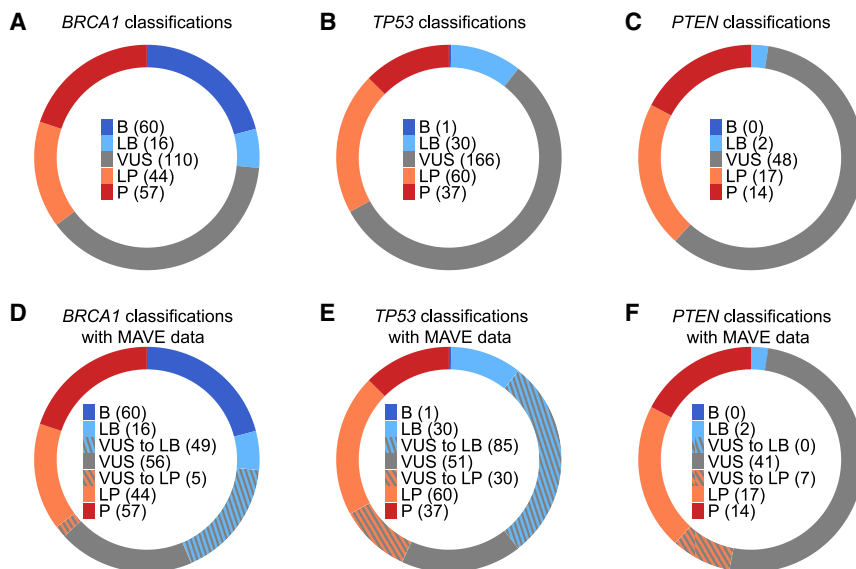 A
BRCA1 classifications
B (60)
LB (16)
VUS (110)
LP (44)
P (57)
B
TP53 classifications
B (1)
LB (30)
VUS (166)
LP (60)
P (37)
C
PTEN classifications
B (0)
LB (2)
VUS (48)
LP (17)
P (14)
D
BRCA1 classifications
with MAVE data
B (60)
LB (16)
VUS to LB (49)
VUS (56)
VUS to LP (5)
LP (44)
P (57)
E
TP53 classifications
with MAVE data
B (1)
LB (30)
VUS to LB (85)
VUS (51)
VUS to LP (30)
LP (60)
P (37)
F
PTEN classifications
with MAVE data
B (0)
LB (2)
VUS to LB (0)
VUS (41)
VUS to LP (7)
LP (17)
P (14)